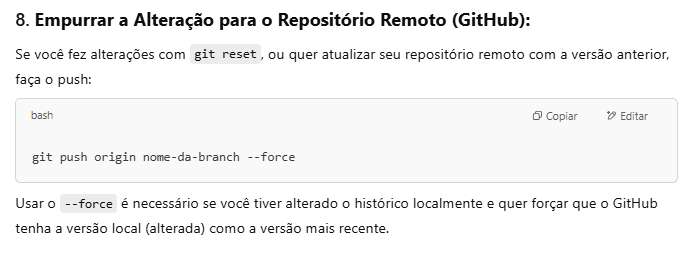 8. Empurrar a Alteração para o Repositório Remoto (GitHub):
Se você fez alterações com git reset, ou quer atualizar seu repositório remoto com a versão anterior,
faça o push:
bash Copiar Editar
git push origin nome-da-branch --force
Usar o --force é necessário se você tiver alterado o histórico localmente e quer forçar que o GitHub
tenha a versão local (alterada) como a versão mais recente.